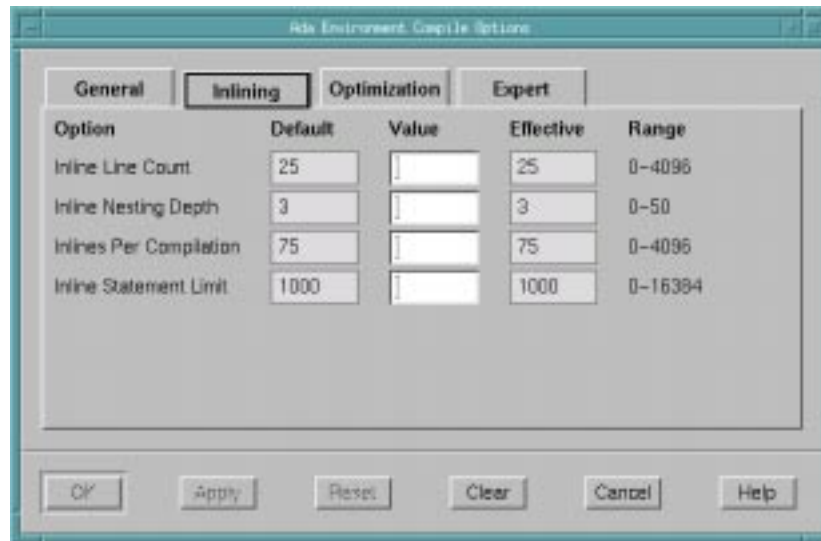 Ada Environment Compile Options
General Inlining Optimization Expert
Option Default Value Effective Range
Inline Line Count 25 25 0-4096
Inline Nesting Depth 3 3 0-50
Inlines Per Compilation 75 75 0-4096
Inline Statement Limit 1000 1000 0-16384
OK Apply Reset Clear Cancel Help